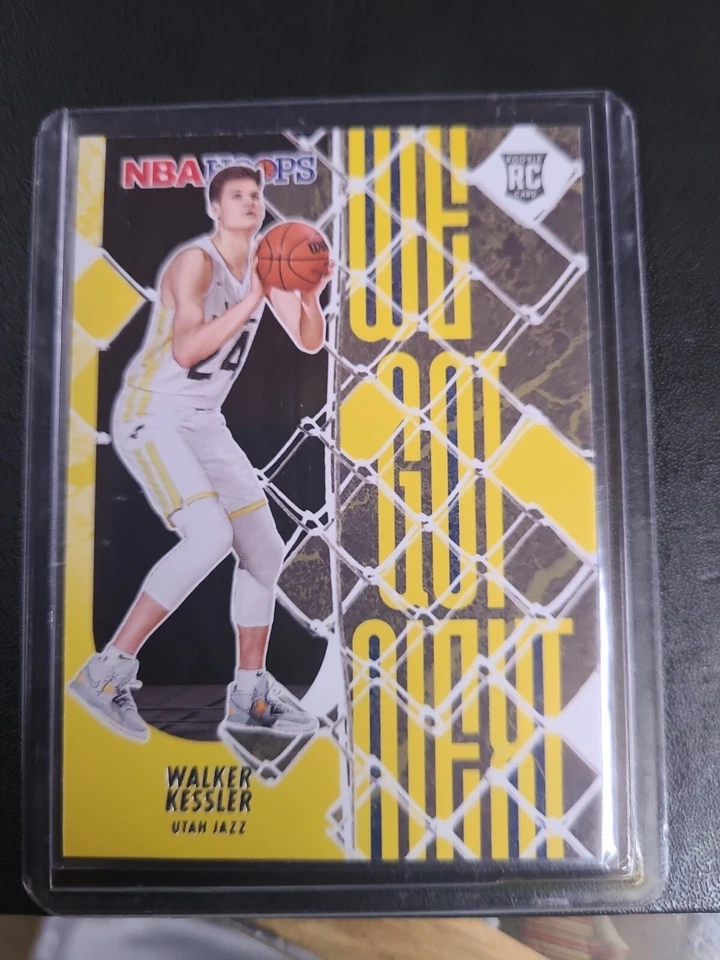 NBA HOOPS
ROOKIE
RC
CARD
WE
GOT
NEXT
24
WALKER
KESSLER
UTAH JAZZ